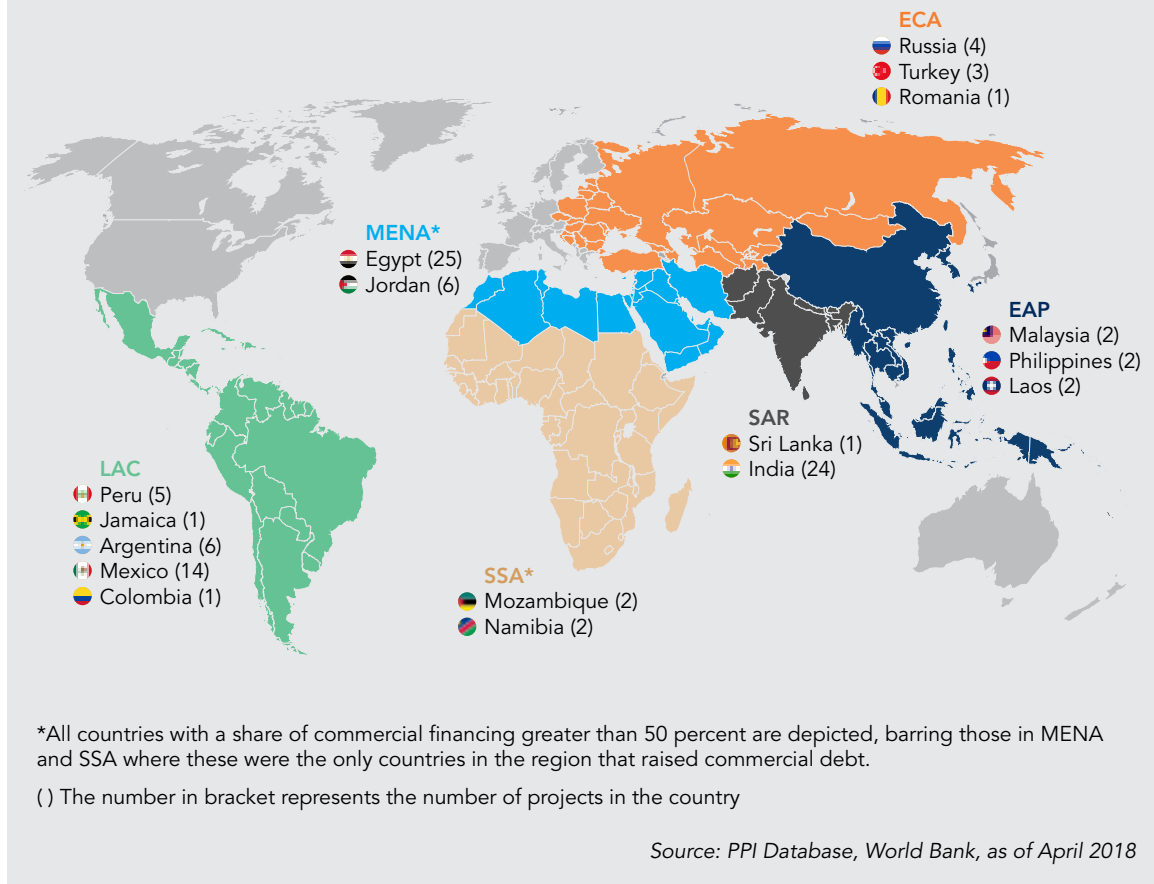 ECA
Russia (4)
Turkey (3)
Romania (1)
MENA*
Egypt (25)
Jordan (6)
EAP
Malaysia (2)
Philippines (2)
Laos (2)
SAR
Sri Lanka (1)
India (24)
LAC
Peru (5)
Jamaica (1)
Argentina (6)
Mexico (14)
Colombia (1)
SSA*
Mozambique (2)
Namibia (2)
*All countries with a share of commercial financing greater than 50 percent are depicted, barring those in MENA
and SSA where these were the only countries in the region that raised commercial debt.
( ) The number in bracket represents the number of projects in the country
Source: PPI Database, World Bank, as of April 2018